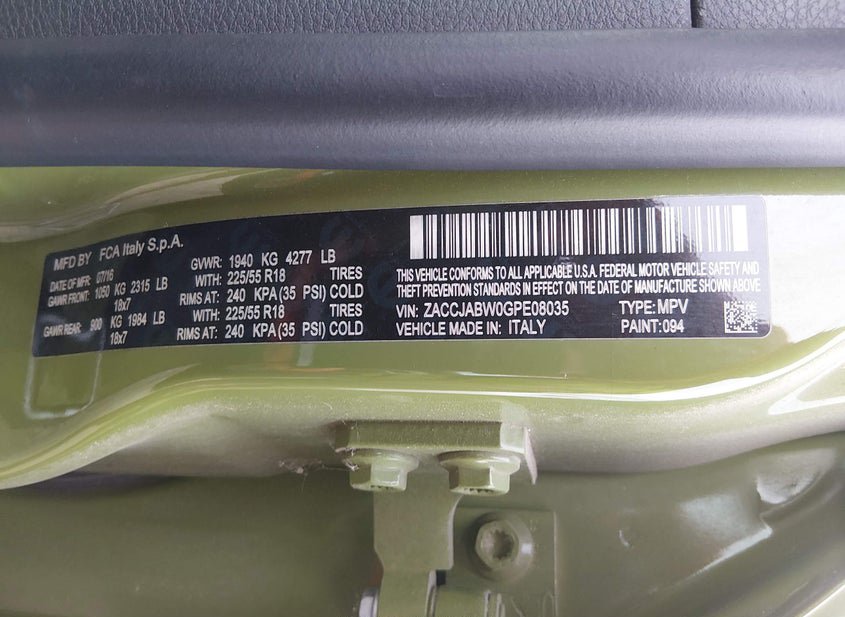 MFD BY FCA Italy S.p.A.
DATE OF MFR: 07/16 GVWR: 1940 KG 4277 LB
GAWR FRONT: 1050 KG 2315 LB 225/55 R18 TIRES
18x7 RIMS AT: 240 KPA (35 PSI) COLD
GAWR REAR: 900 KG 1984 LB 225/55 R18 TIRES
18x7 RIMS AT: 240 KPA (35 PSI) COLD
THIS VEHICLE CONFORMS TO ALL APPLICABLE U.S.A. FEDERAL MOTOR VEHICLE SAFETY AND
THEFT PREVENTION STANDARDS IN EFFECT ON THE DATE OF MANUFACTURE SHOWN ABOVE.
VIN: ZACCJABW0GPE08035 TYPE: MPV
VEHICLE MADE IN: ITALY PAINT: 094